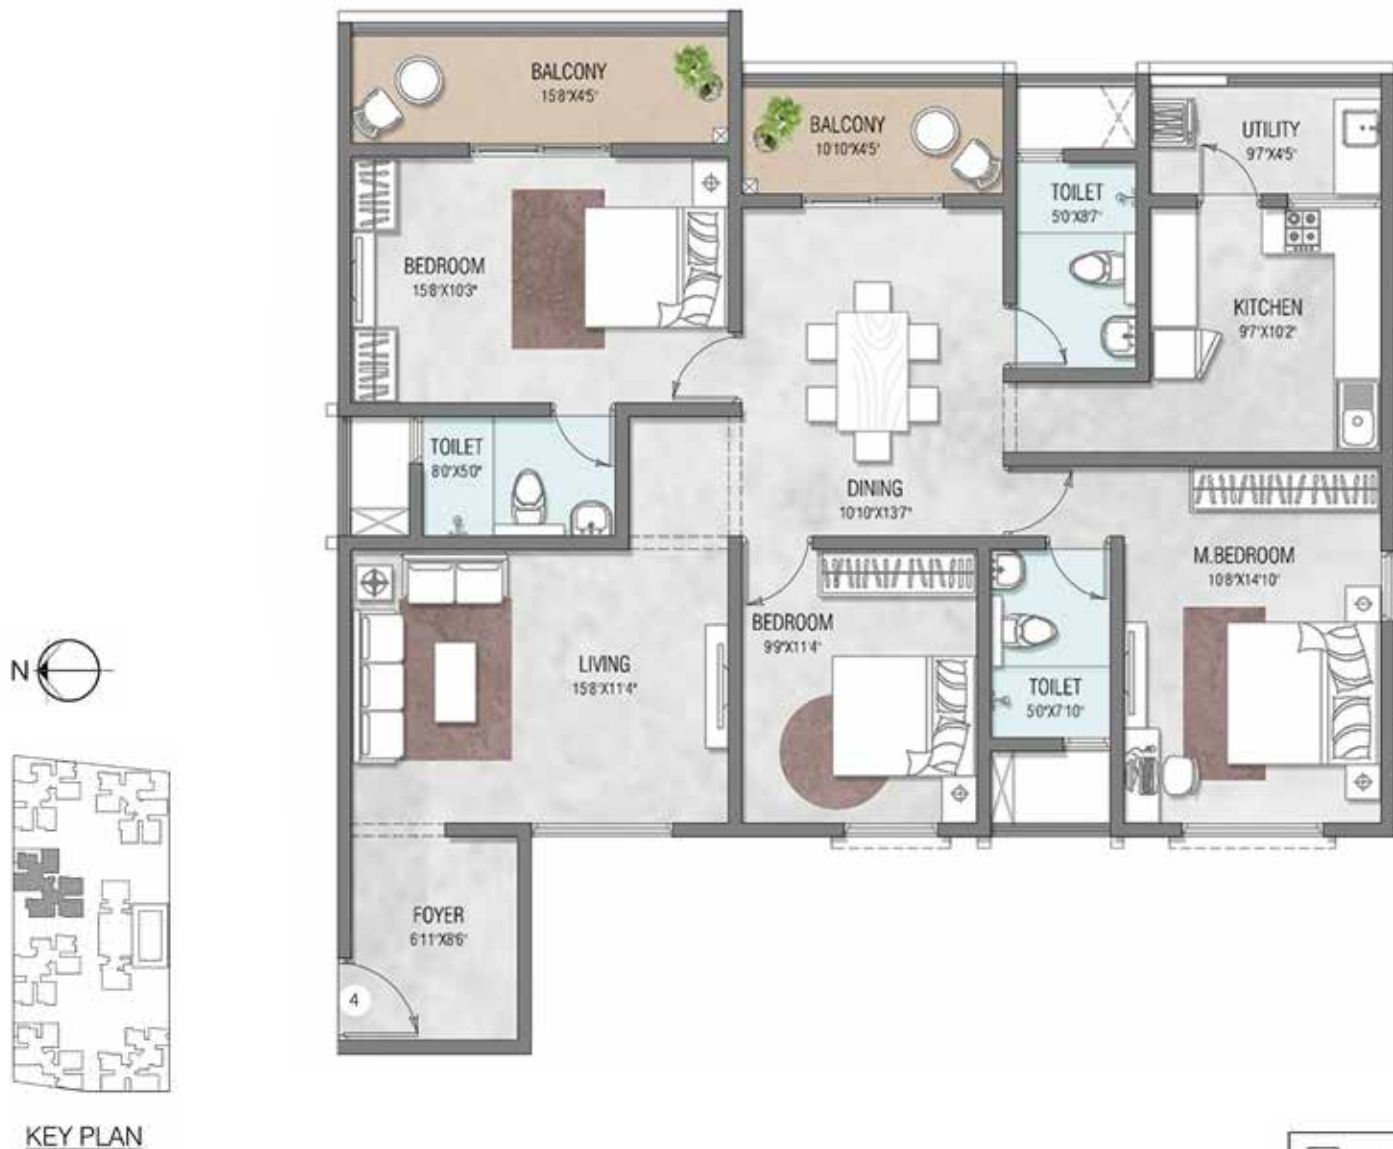 BALCONY
15'8"X4'5"
BALCONY
10'10"X4'5"
UTILITY
9'7"X4'5"
TOILET
5'0"X8'7"
BEDROOM
15'8"X10'3"
KITCHEN
9'7"X10'2"
TOILET
8'0"X5'0"
DINING
10'10"X13'7"
M.BEDROOM
10'8"X14'10"
BEDROOM
9'9"X11'4"
LIVING
15'8"X11'4"
TOILET
5'0"X7'10"
N
FOYER
6'11"X8'6"
4
KEY PLAN